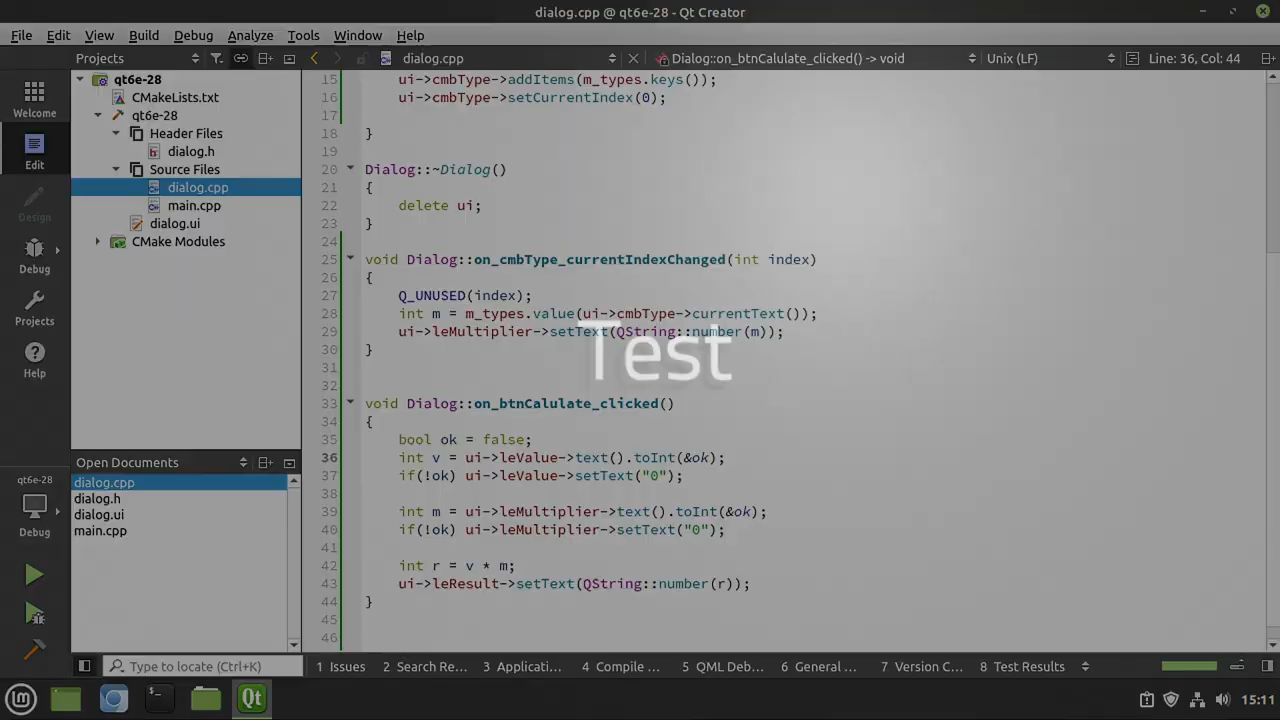 dialog.cpp @ qt6e-28 - Qt Creator
File Edit View Build Debug Analyze Tools Window Help
Projects dialog.cpp Dialog::on_btnCalulate_clicked() -> void Unix (LF) Line: 36, Col: 44
Welcome
Edit
Design
Debug
Projects
Help
qt6e-28
Debug
qt6e-28
CMakeLists.txt
qt6e-28
Header Files
dialog.h
Source Files
dialog.cpp
main.cpp
dialog.ui
CMake Modules
Open Documents
dialog.cpp
dialog.h
dialog.ui
main.cpp
15 ui->cmbType->addItems(m_types.keys());
16 ui->cmbType->setCurrentIndex(0);
17
18 }
19
20 Dialog::~Dialog()
21 {
22 delete ui;
23 }
24
25 void Dialog::on_cmbType_currentIndexChanged(int index)
26 {
27 Q_UNUSED(index);
28 int m = m_types.value(ui->cmbType->currentText());
29 ui->leMultiplier->setText(QString::number(m));
30 }
31
32
33 void Dialog::on_btnCalulate_clicked()
34 {
35 bool ok = false;
36 int v = ui->leValue->text().toInt(&ok);
37 if(!ok) ui->leValue->setText("0");
38
39 int m = ui->leMultiplier->text().toInt(&ok);
40 if(!ok) ui->leMultiplier->setText("0");
41
42 int r = v * m;
43 ui->leResult->setText(QString::number(r));
44 }
45
46
Test
Type to locate (Ctrl+K) 1 Issues 2 Search Re... 3 Applicati... 4 Compile ... 5 QML Deb... 6 General ... 7 Version C... 8 Test Results
Qt
15:11